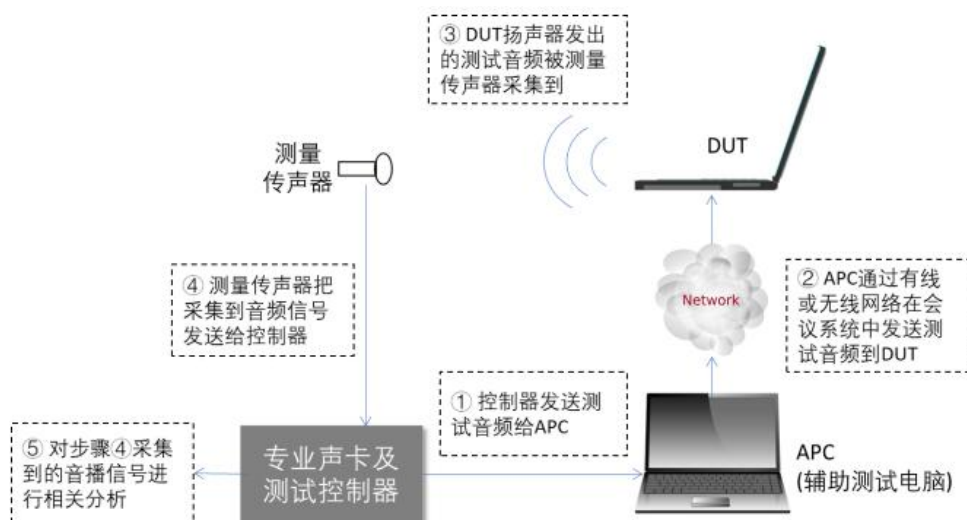 ③ DUT扬声器发出
的测试音频被测量
传声器采集到
DUT
测量
传声器
④ 测量传声器把
采集到音频信号
发送给控制器
Network
② APC通过有线
或无线网络在会
议系统中发送测
试音频到DUT
① 控制器发送测
试音频给APC
⑤ 对步骤④采集
到的音播信号进
行相关分析
专业声卡及
测试控制器
APC
(辅助测试电脑)